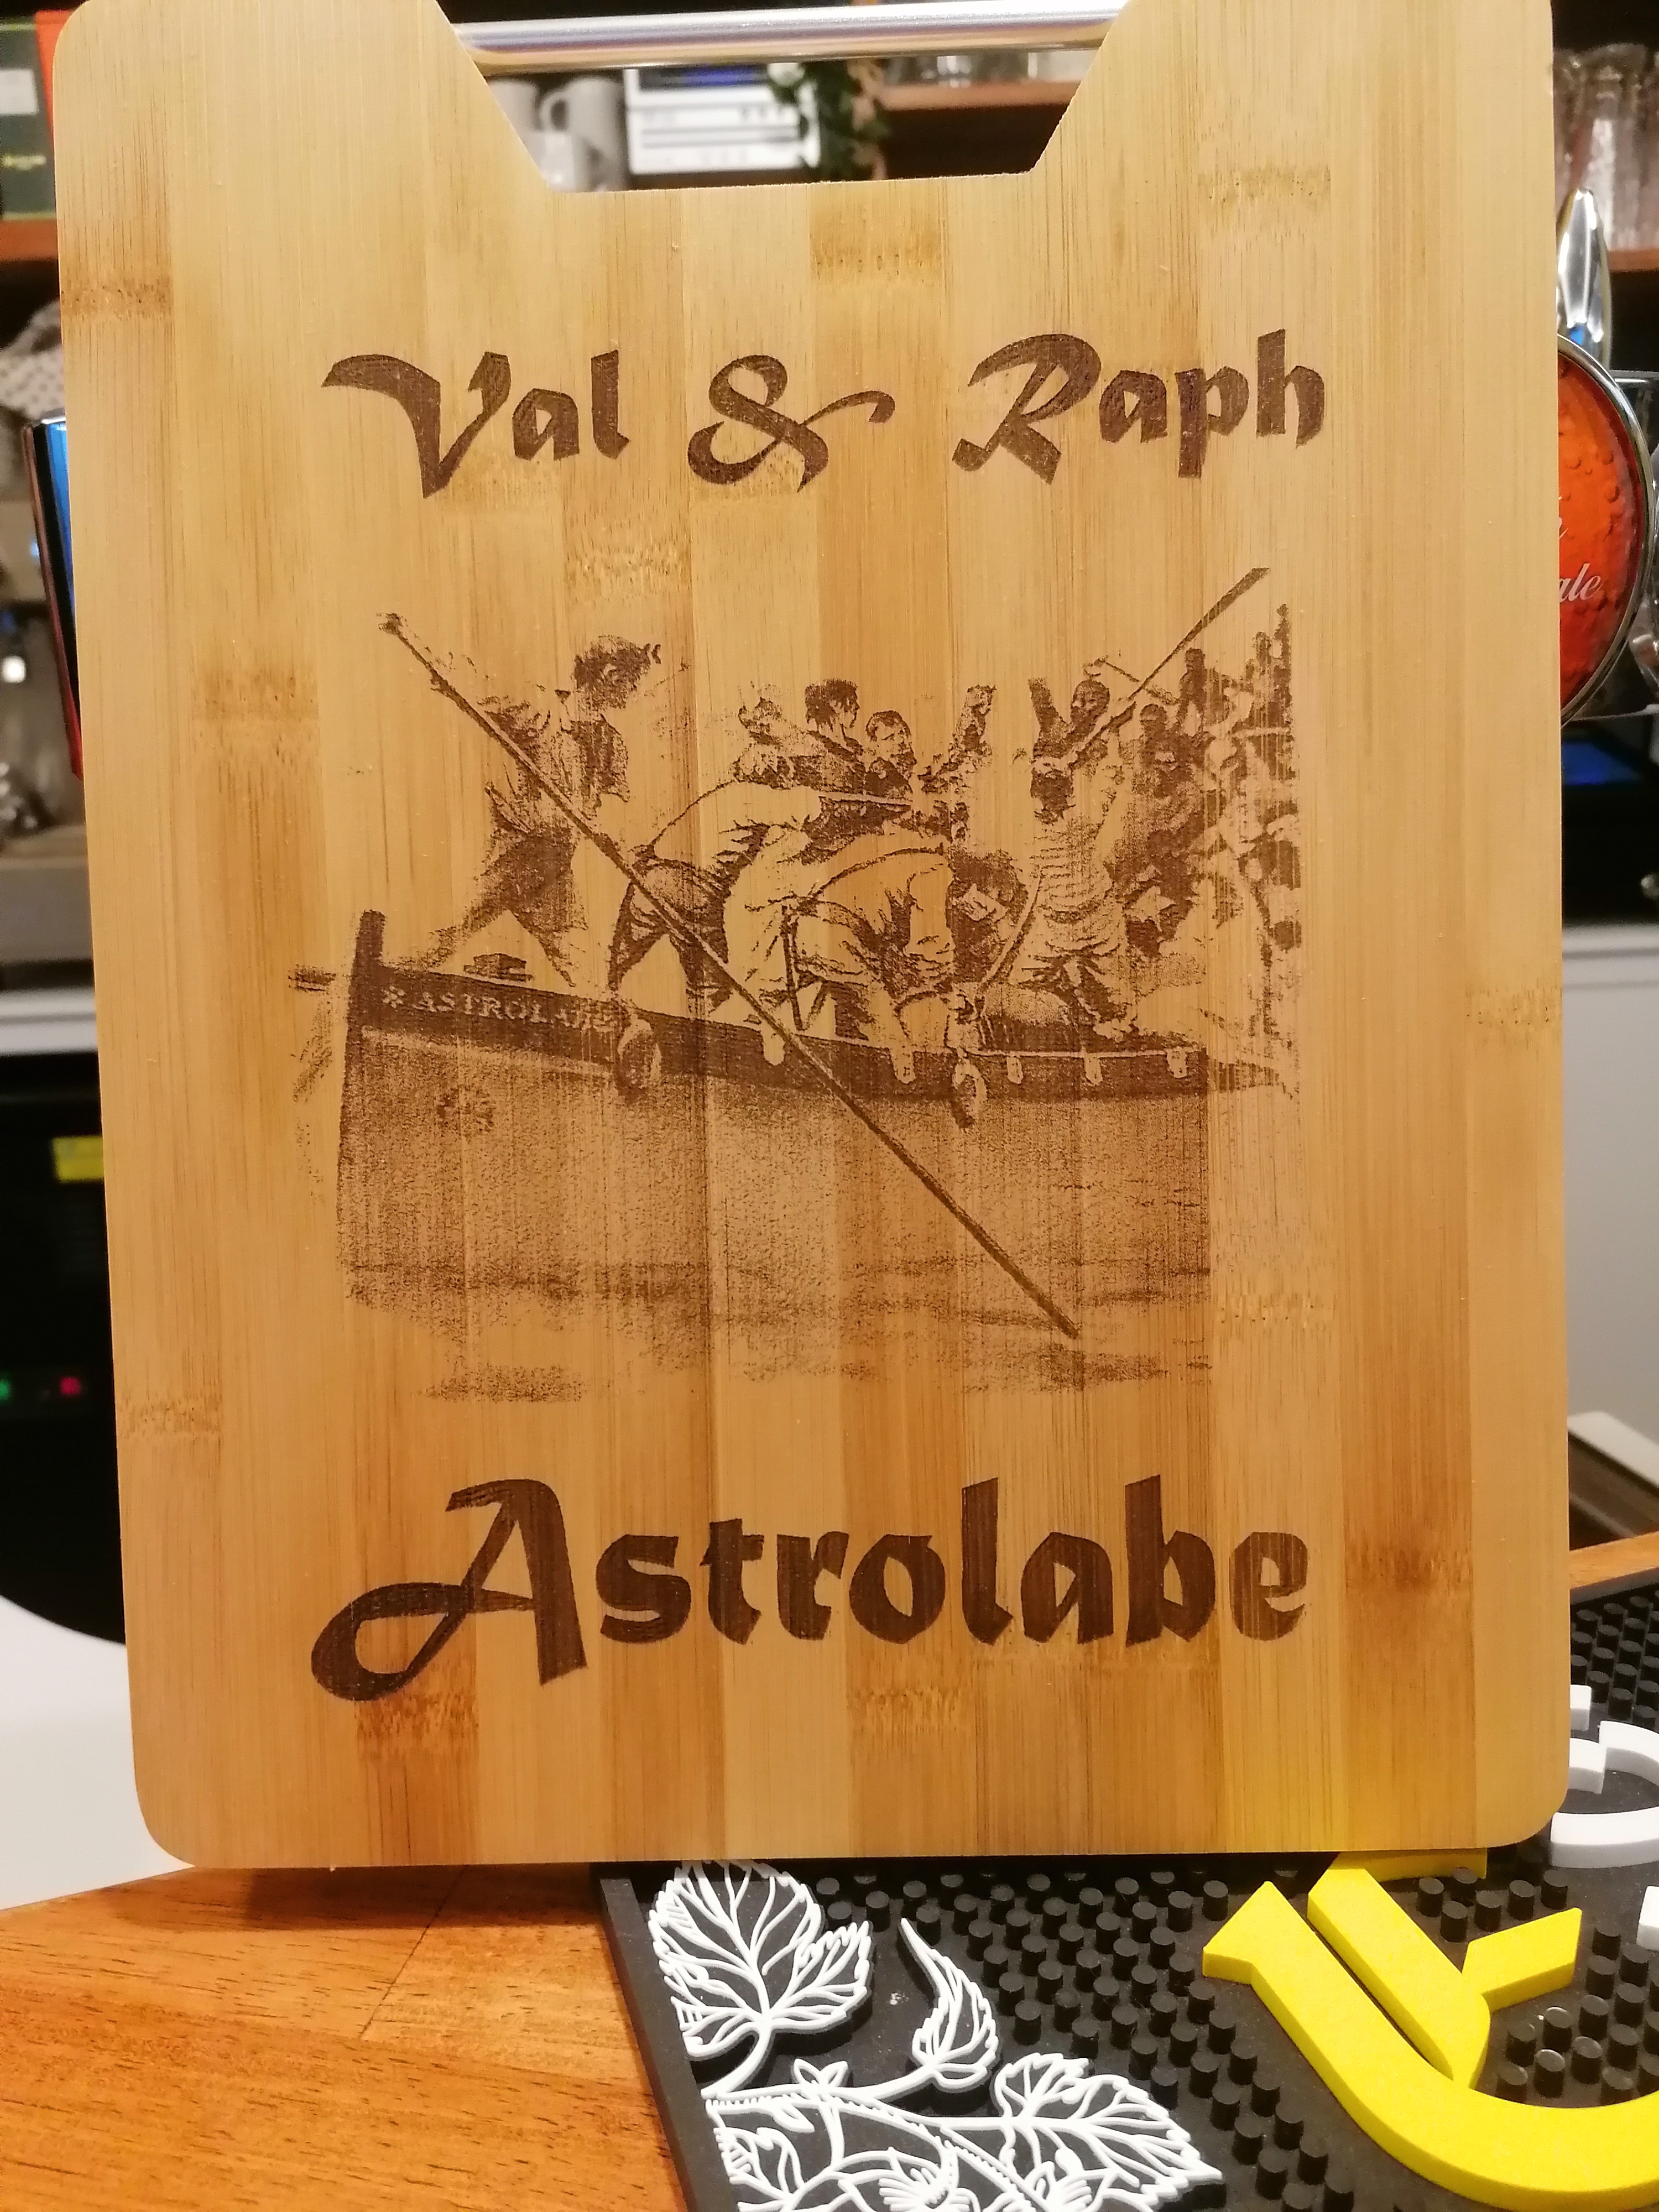 Val & Raph
ASTROLABE
Astrolabe